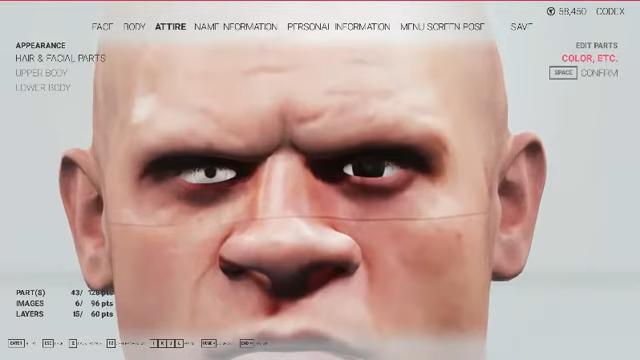 58,450 CODEX
FACE BODY ATTIRE NAME INFORMATION PERSONAL INFORMATION MENU SCREEN POSE SAVE
APPEARANCE
HAIR & FACIAL PARTS
UPPER BODY
LOWER BODY
EDIT PARTS
COLOR, ETC.
SPACE CONFIRM
PART(S) 43/ 128 pts
IMAGES 6/ 96 pts
LAYERS 15/ 60 pts